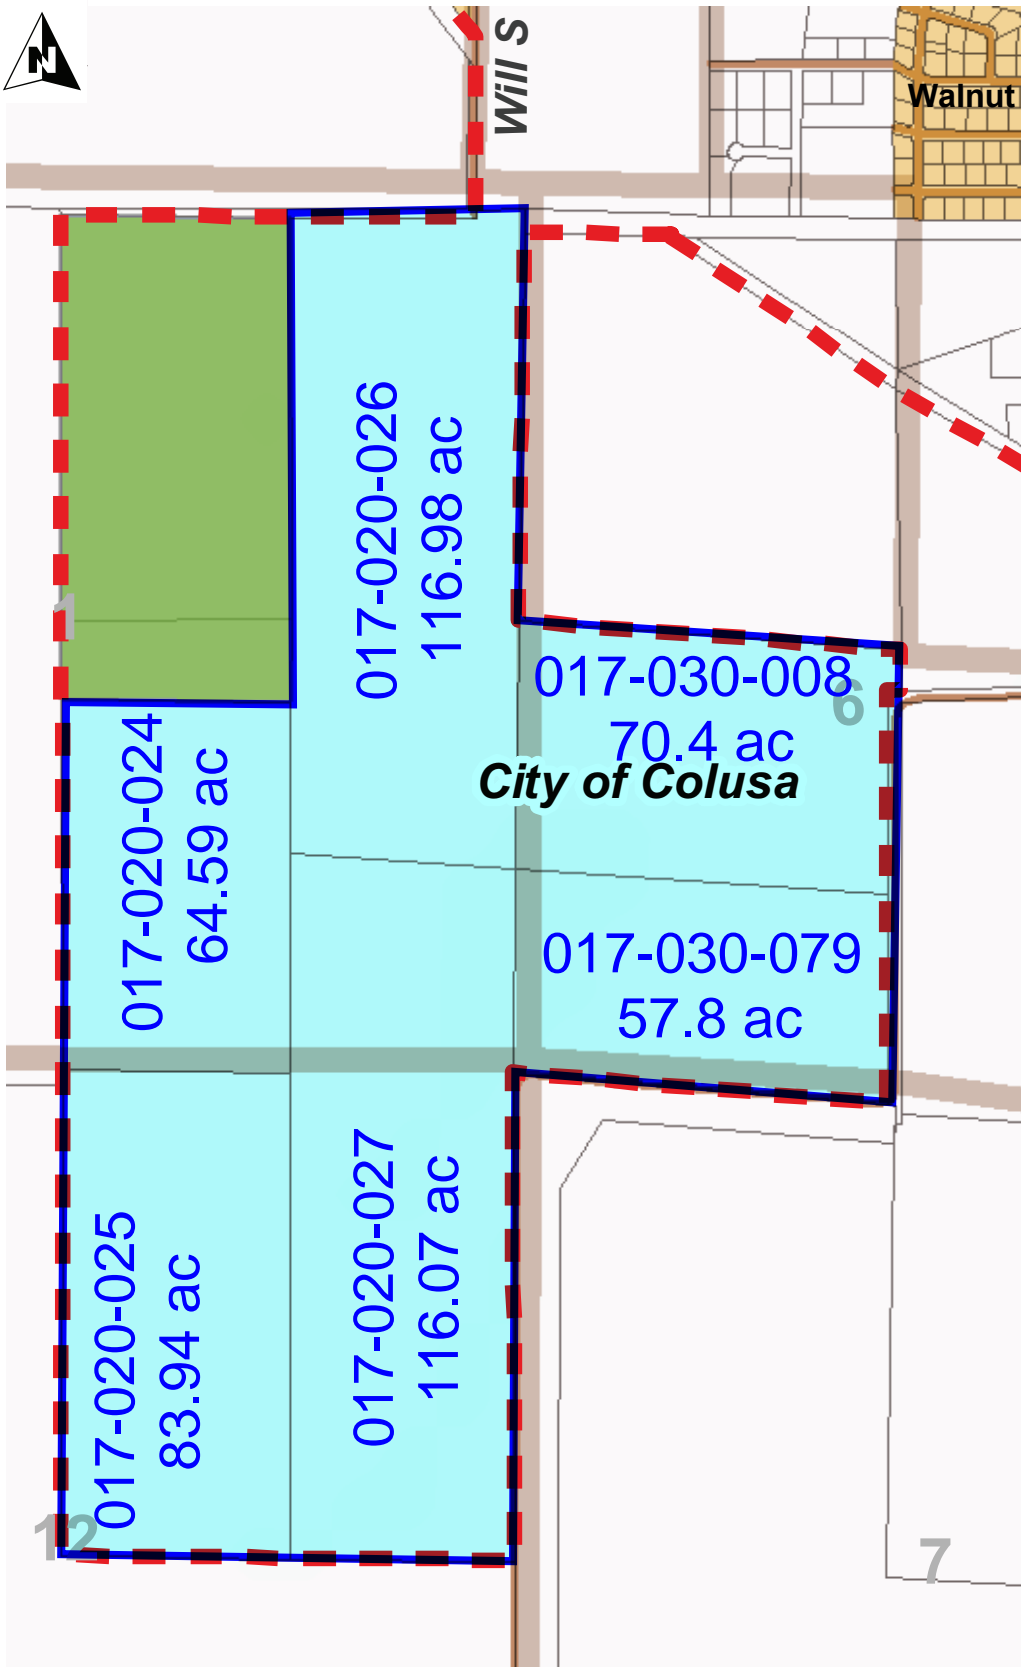 N
Will S
Walnut
017-020-026
116.98 ac
1
017-030-008
6
70.4 ac
City of Colusa
017-020-024
64.59 ac
017-030-079
57.8 ac
017-020-027
116.07 ac
017-020-025
83.94 ac
12
7